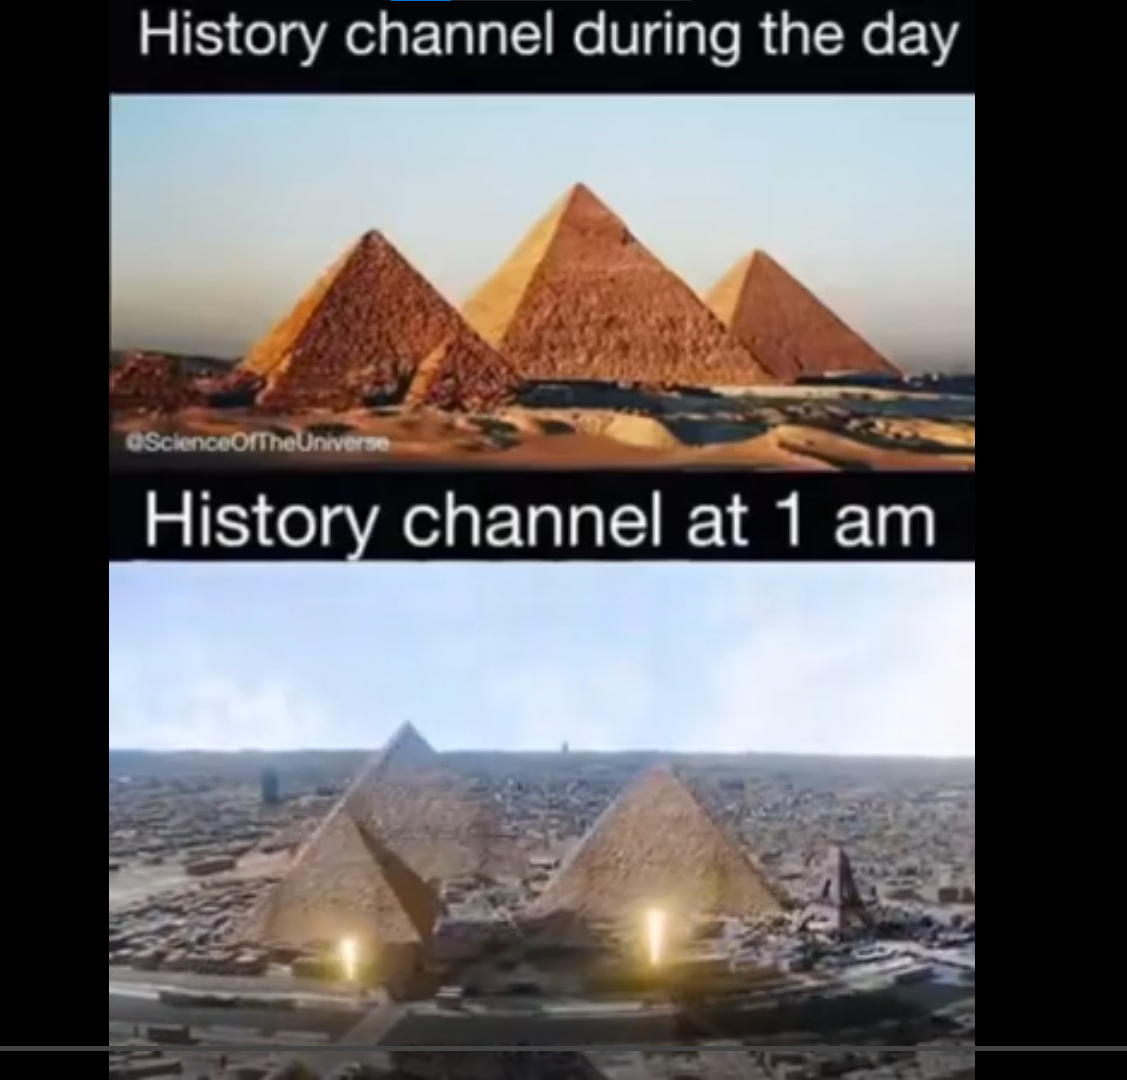 History channel during the day
@ScienceOfTheUniverse
History channel at 1 am